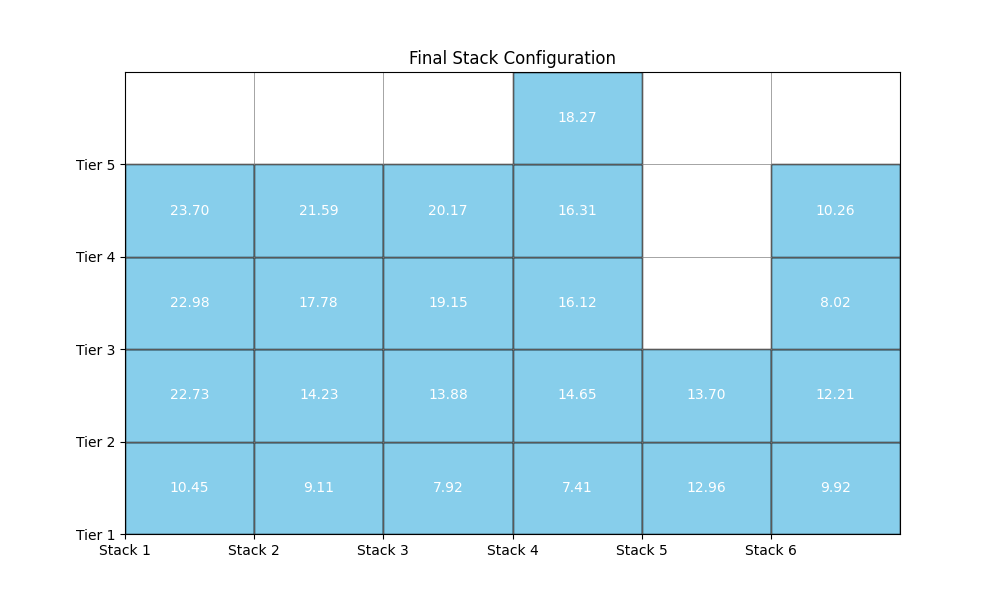 Final Stack Configuration
18.27
Tier 5
23.70 21.59 20.17 16.31 10.26
Tier 4
22.98 17.78 19.15 16.12 8.02
Tier 3
22.73 14.23 13.88 14.65 13.70 12.21
Tier 2
10.45 9.11 7.92 7.41 12.96 9.92
Tier 1
Stack 1 Stack 2 Stack 3 Stack 4 Stack 5 Stack 6